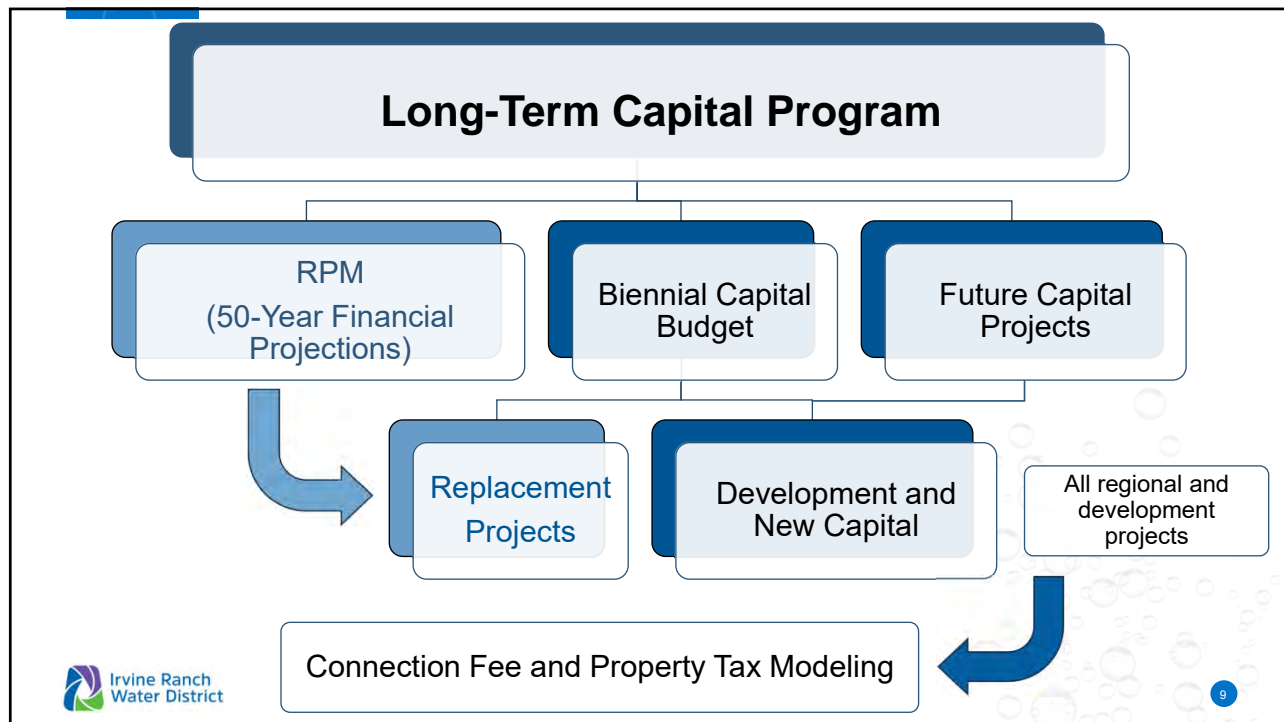 Long-Term Capital Program
RPM
(50-Year Financial
Projections)
Biennial Capital
Budget
Future Capital
Projects
Replacement
Projects
Development and
New Capital
All regional and
development
projects
Connection Fee and Property Tax Modeling
Irvine Ranch
Water District
9